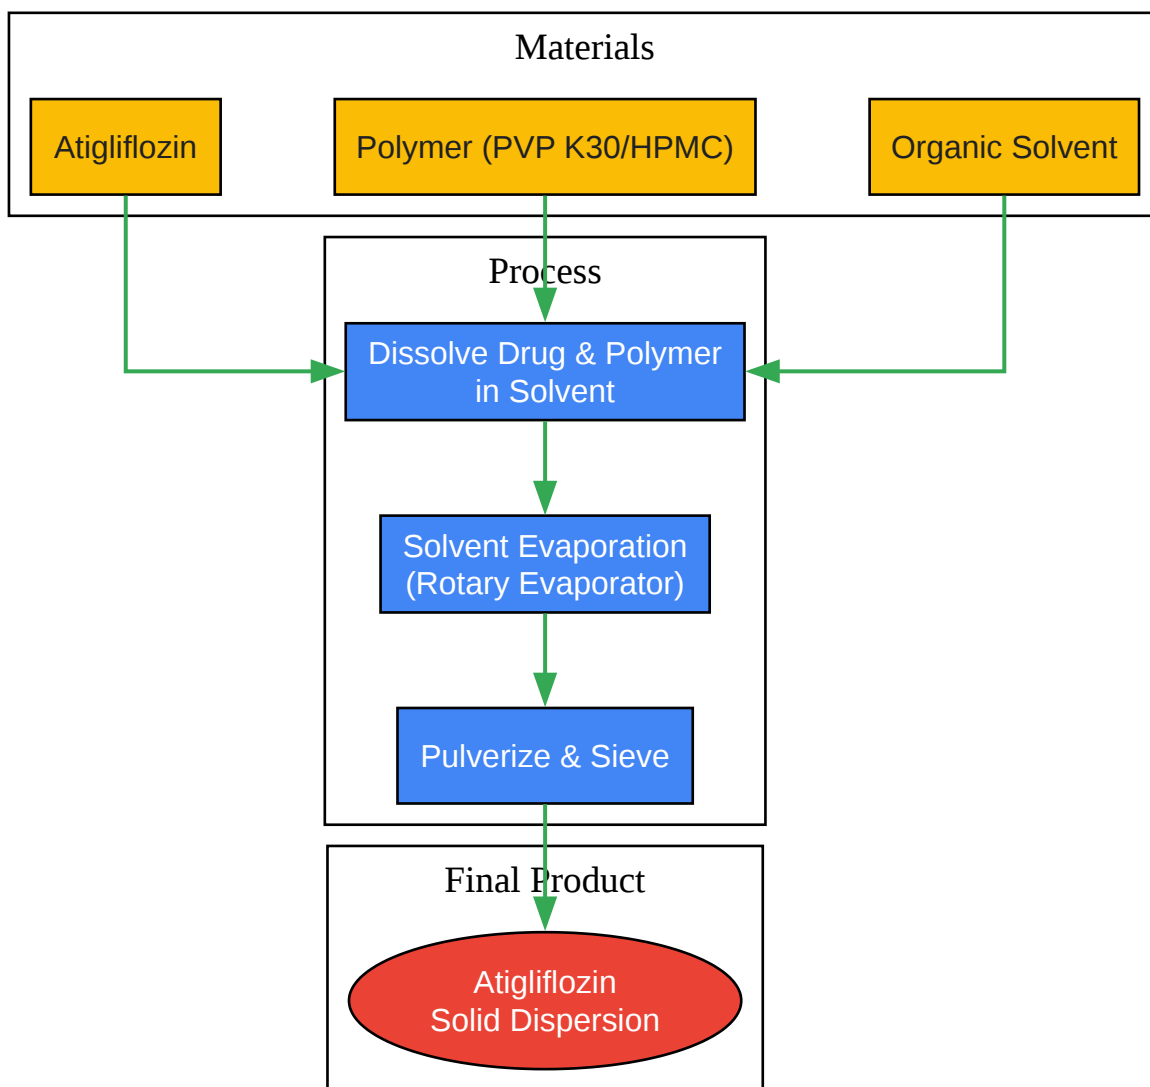 Materials
Atigliflozin
Polymer (PVP K30/HPMC)
Organic Solvent
Process
Dissolve Drug & Polymer
in Solvent
Solvent Evaporation
(Rotary Evaporator)
Pulverize & Sieve
Final Product
Atigliflozin
Solid Dispersion